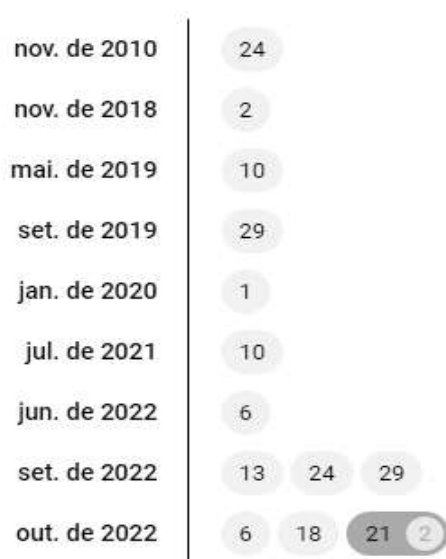 nov. de 2010 24
nov. de 2018 2
mai. de 2019 10
set. de 2019 29
jan. de 2020 1
jul. de 2021 10
jun. de 2022 6
set. de 2022 13 24 29
out. de 2022 6 18 21 2